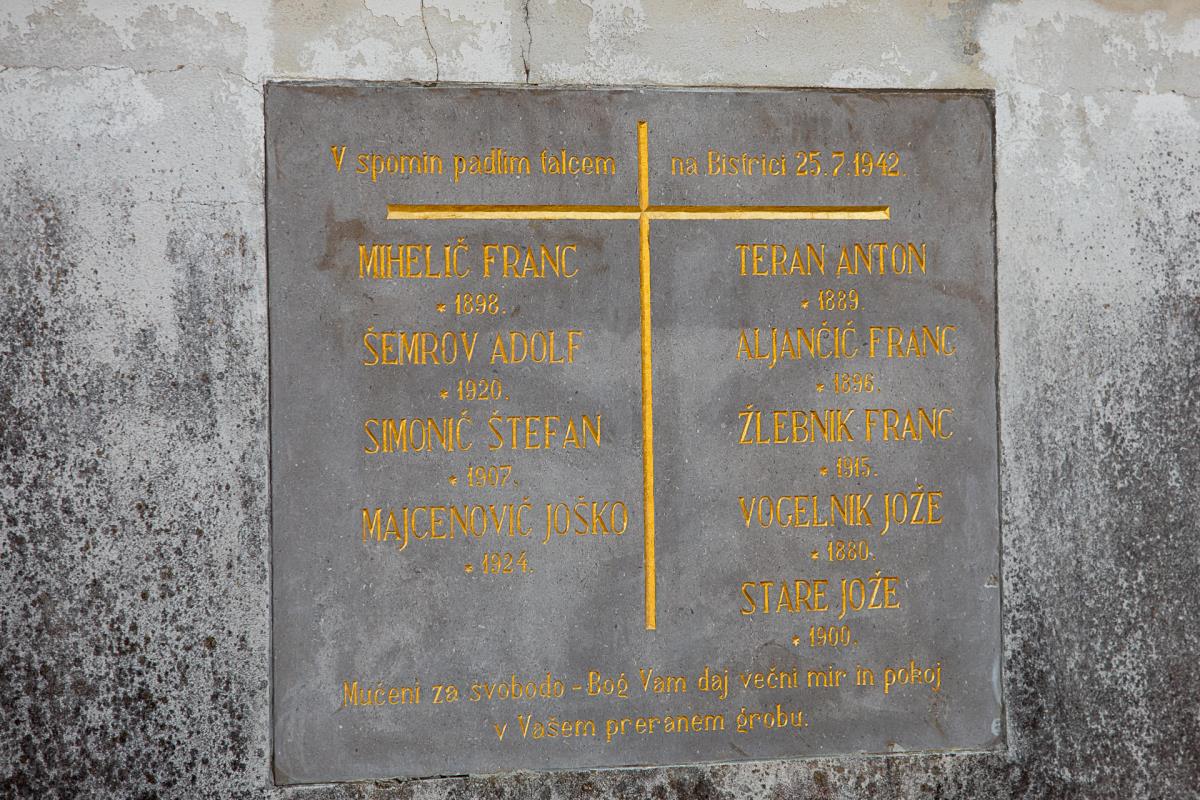 V spomin padlim talcem na Bistrici 25.7.1942.
MIHELIČ FRANC
* 1898.
ŠEMROV ADOLF
* 1920.
SIMONIČ ŠTEFAN
* 1907.
MAJCENOVIČ JOŠKO
* 1924.
TERAN ANTON
* 1889.
ALJANČIČ FRANC
* 1896.
ŽLEBNIK FRANC
* 1915.
VOGELNIK JOŽE
* 1880.
STARE JOŽE
* 1900.
Mučeni za svobodo - Bog Vam daj večni mir in pokoj
v Vašem preranem grobu.